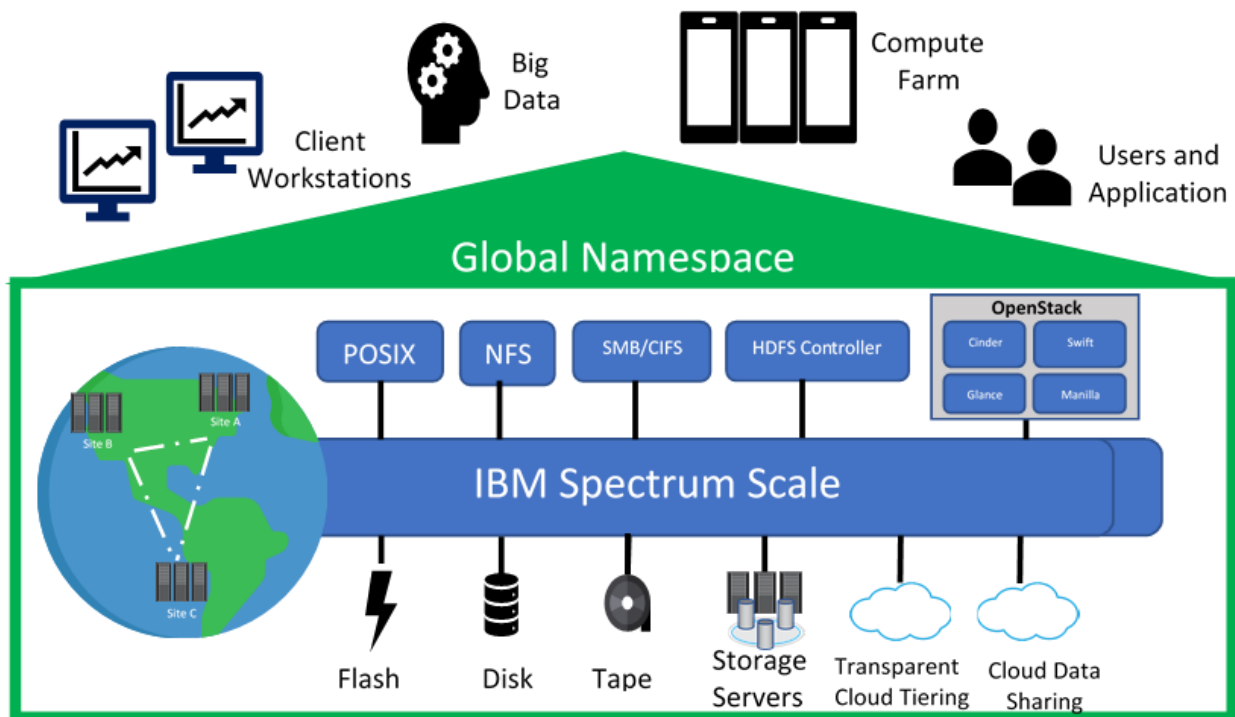 Big
Data
Compute
Farm
Client
Workstations
Users and
Application
Global Namespace
OpenStack
POSIX
NFS
SMB/CIFS
HDFS Controller
Cinder
Swift
Glance
Manilla
Site A
Site B
IBM Spectrum Scale
Site C
Flash
Disk
Tape
Storage
Servers
Transparent
Cloud Tiering
Cloud Data
Sharing